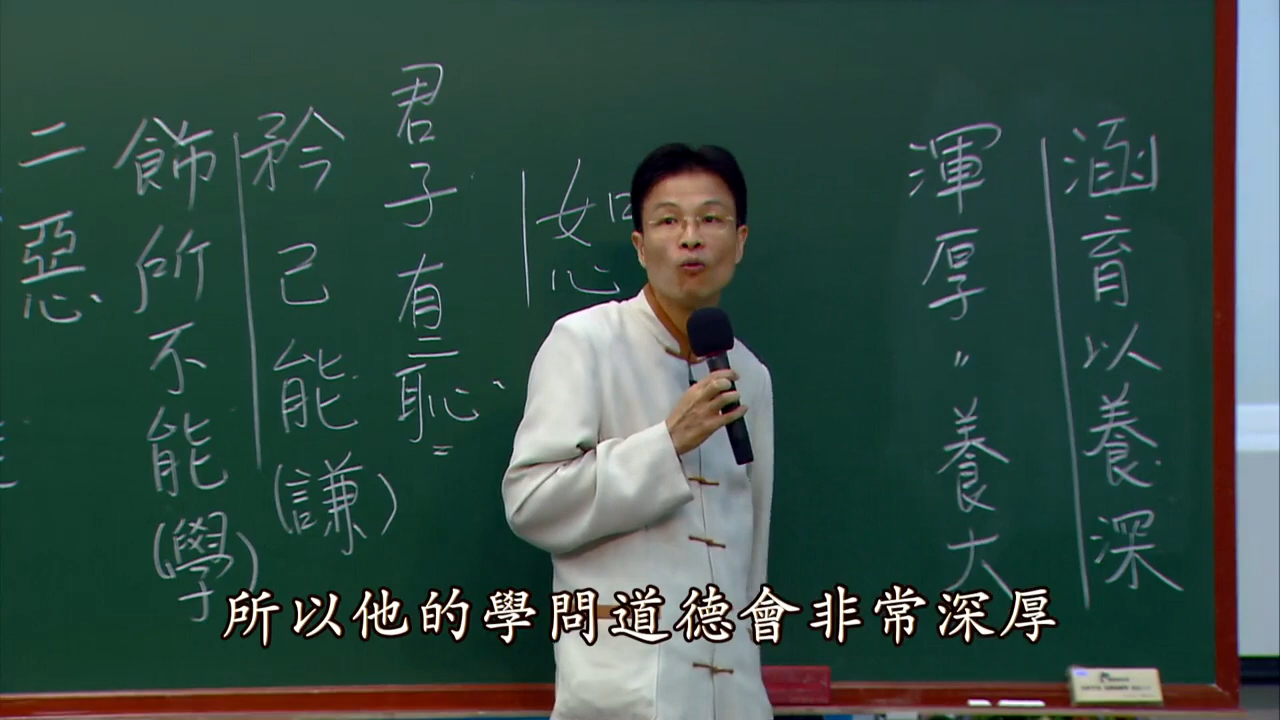 涵育以養深
渾厚〃養大
恕
君子有二恥
矜己能(謙)
飾所不能(學)
二惡
所以他的學問道德會非常深厚